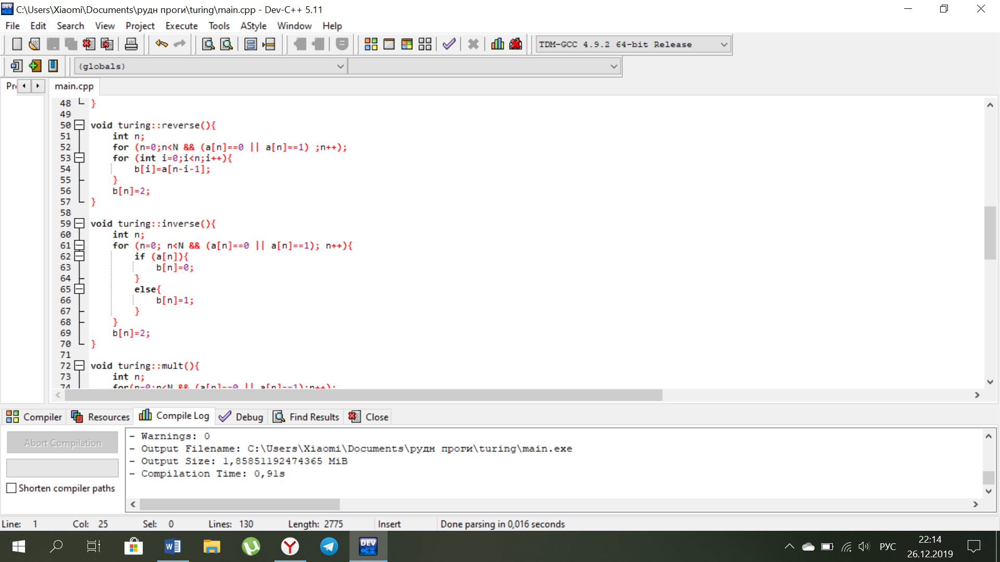 C:\Users\Xiaomi\Documents\рудн проги\turing\main.cpp - Dev-C++ 5.11
File Edit Search View Project Execute Tools AStyle Window Help
TDM-GCC 4.9.2 64-bit Release
(globals)
main.cpp
48 }
49
50 void turing::reverse(){
51 int n;
52 for (n=0;n<N && (a[n]==0 || a[n]==1) ;n++);
53 for (int i=0;i<n;i++){
54 b[i]=a[n-i-1];
55 }
56 b[n]=2;
57 }
58
59 void turing::inverse(){
60 int n;
61 for (n=0; n<N && (a[n]==0 || a[n]==1); n++){
62 if (a[n]){
63 b[n]=0;
64 }
65 else{
66 b[n]=1;
67 }
68 }
69 b[n]=2;
70 }
71
72 void turing::mult(){
73 int n;
74 for(n=0;n<N && (a[n]==0 || a[n]==1);n++);
Compiler Resources Compile Log Debug Find Results Close
Abort Compilation
Shorten compiler paths
- Warnings: 0
- Output Filename: C:\Users\Xiaomi\Documents\рудн проги\turing\main.exe
- Output Size: 1,85851192474365 MiB
- Compilation Time: 0,91s
Line: 1 Col: 25 Sel: 0 Lines: 130 Length: 2775 Insert Done parsing in 0,016 seconds
DEV C++
РУС
22:14
26.12.2019